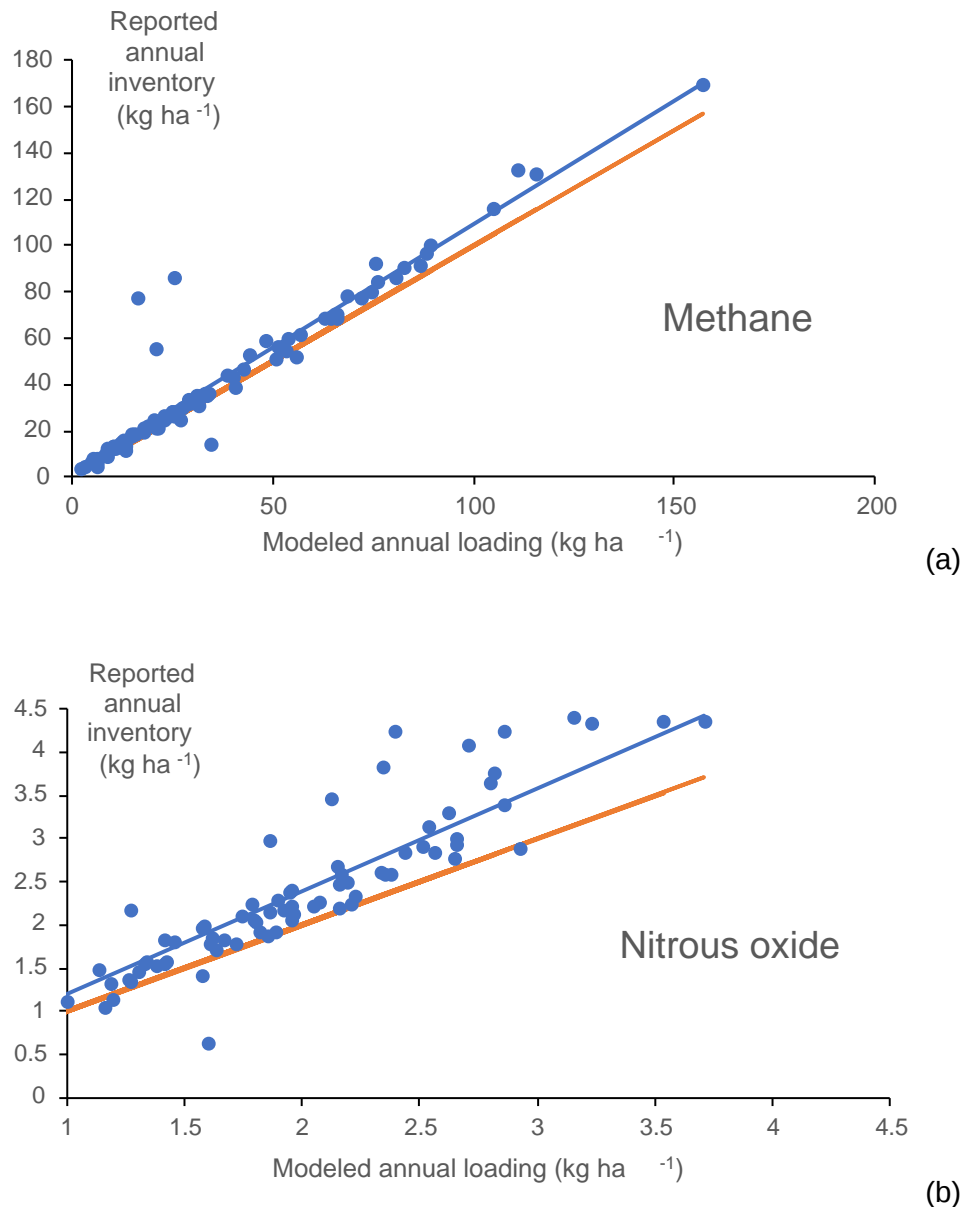 Reported
annual
inventory
(kg ha -1)
180
160
140
120
100
80
60
40
20
0
Methane
0 50 100 150 200
Modeled annual loading (kg ha -1)
(a)
Reported
annual
inventory
(kg ha -1)
4.5
4
3.5
3
2.5
2
1.5
1
0.5
0
Nitrous oxide
1 1.5 2 2.5 3 3.5 4 4.5
Modeled annual loading (kg ha -1)
(b)